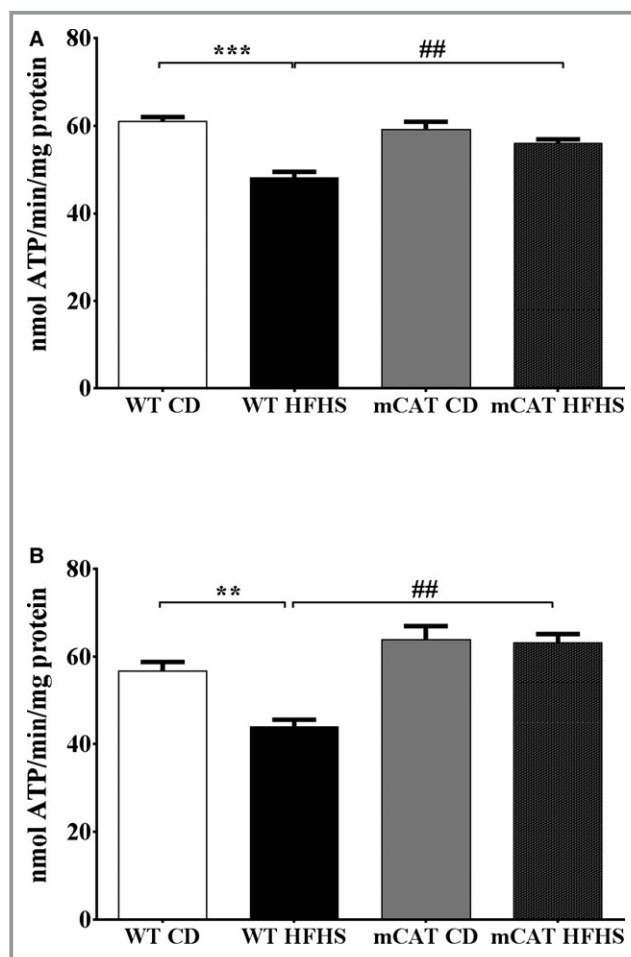 A
nmol ATP/min/mg protein
80
60
40
20
0
***
##
WT CD WT HFHS mCAT CD mCAT HFHS
B
nmol ATP/min/mg protein
80
60
40
20
0
**
##
WT CD WT HFHS mCAT CD mCAT HFHS